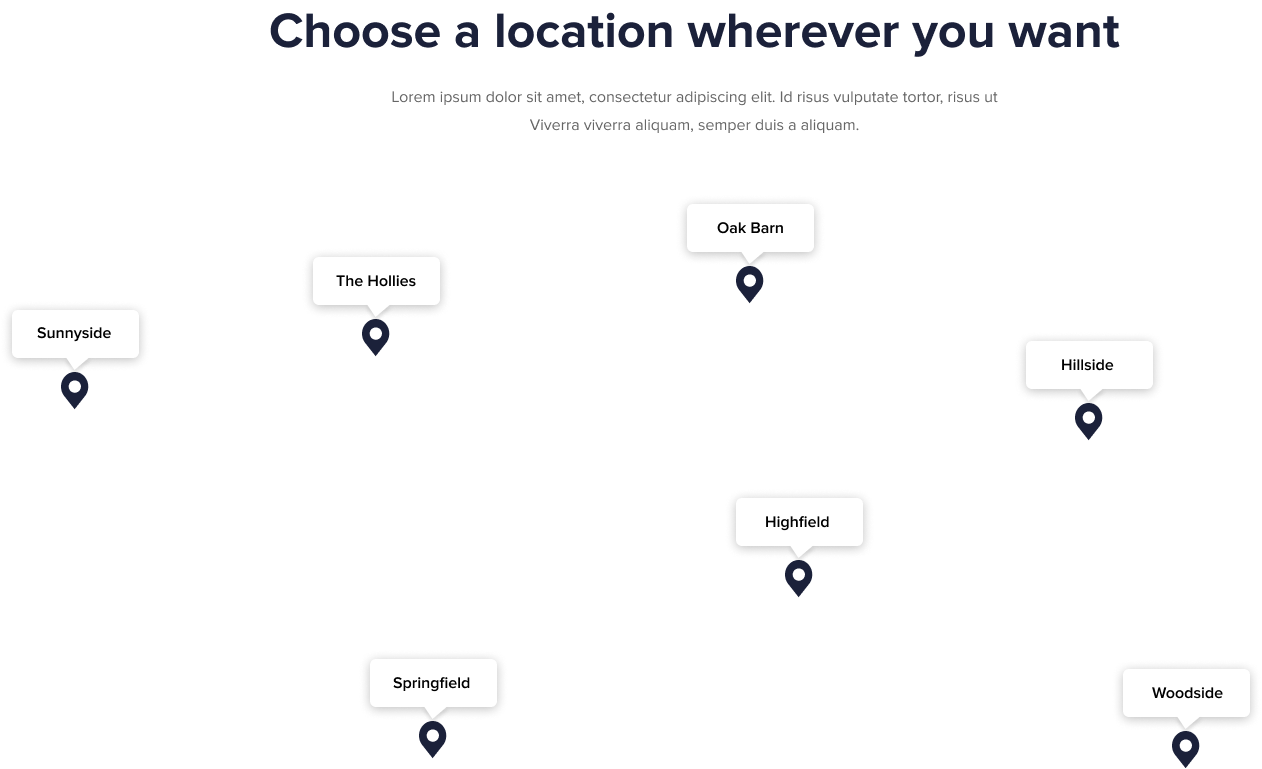 Choose a location wherever you want
Lorem ipsum dolor sit amet, consectetur adipiscing elit. Id risus vulputate tortor, risus ut
Viverra viverra aliquam, semper duis a aliquam.
Oak Barn
The Hollies
Sunnyside
Hillside
Highfield
Springfield
Woodside